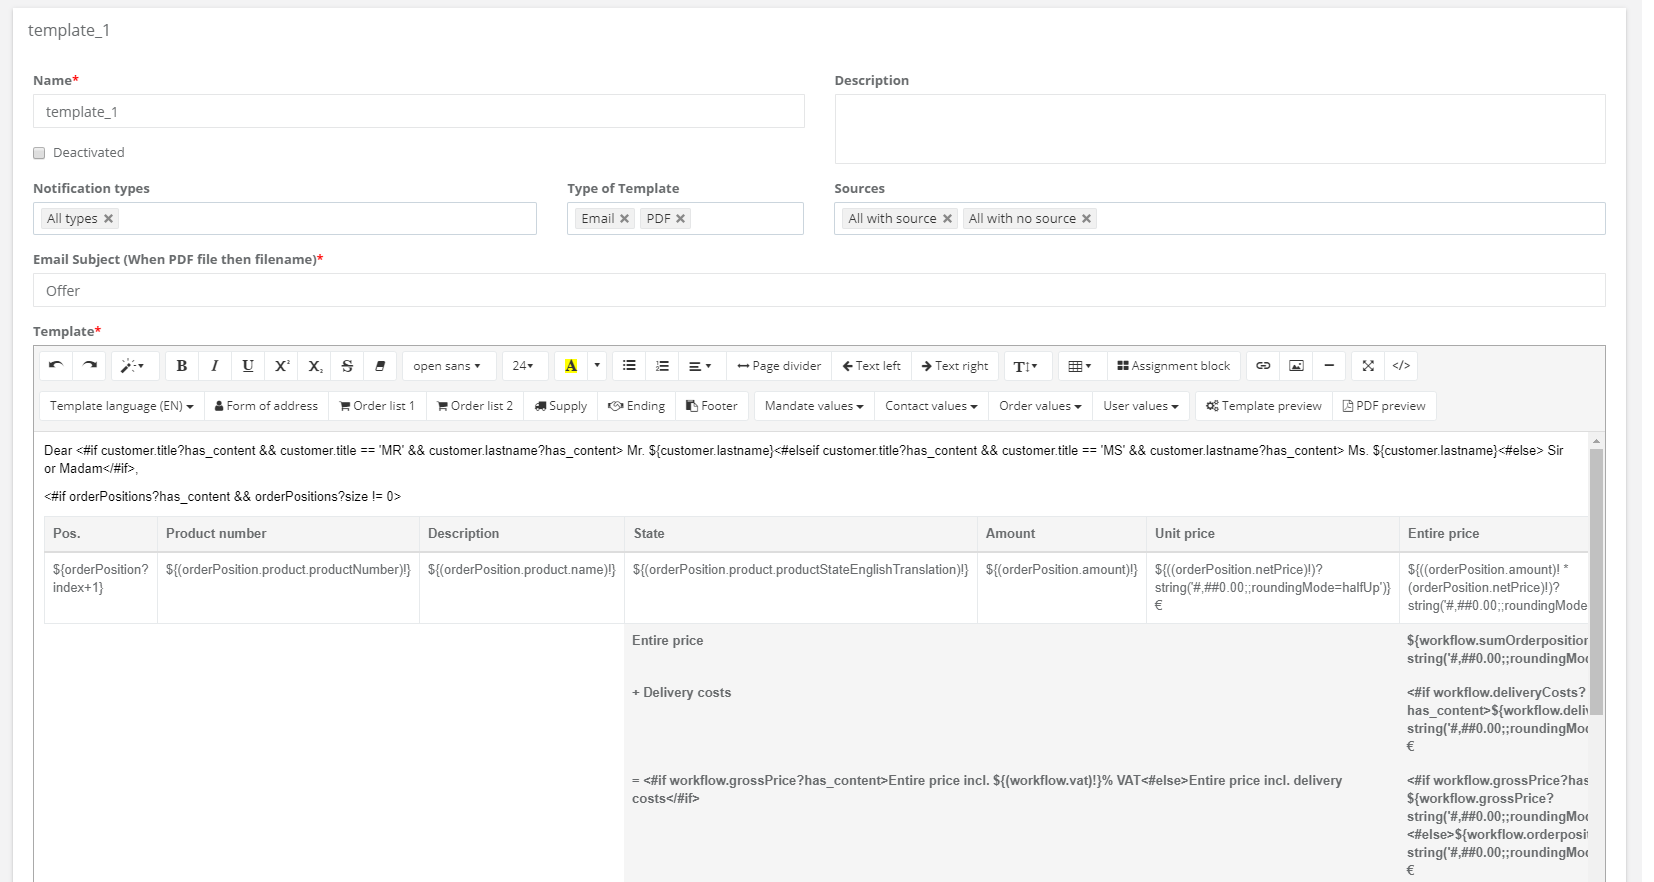 template_1
Name*
Description
template_1
Deactivated
Notification types
Type of Template
Sources
All types
Email PDF
All with source All with no source
Email Subject (When PDF file then filename)*
Offer
Template*
B I U X² X₂ S open sans 24 A Page divider Text left Text right T Assignment block </>
Template language (EN) Form of address Order list 1 Order list 2 Supply Ending Footer Mandate values Contact values Order values User values Template preview PDF preview
Dear <#if customer.title?has_content && customer.title == 'MR' && customer.lastname?has_content> Mr. ${customer.lastname}<#elseif customer.title?has_content && customer.title == 'MS' && customer.lastname?has_content> Ms. ${customer.lastname}<#else> Sir
or Madam</#if>,
<#if orderPositions?has_content && orderPositions?size != 0>
Pos. Product number Description State Amount Unit price Entire price
${orderPosition?
index+1}
${(orderPosition.product.productNumber)!}
${(orderPosition.product.name)!}
${(orderPosition.product.productStateEnglishTranslation)!}
${(orderPosition.amount)!}
${((orderPosition.netPrice)!)?
string('#,##0.00;;roundingMode=halfUp')}
€
${((orderPosition.amount)! *
(orderPosition.netPrice)!)?
string('#,##0.00;;roundingMode
Entire price
${workflow.sumOrderposition
string('#,##0.00;;roundingMo
+ Delivery costs
<#if workflow.deliveryCosts?
has_content>${workflow.deli
string('#,##0.00;;roundingMo
€
= <#if workflow.grossPrice?has_content>Entire price incl. ${(workflow.vat)!}% VAT<#else>Entire price incl. delivery
costs</#if>
<#if workflow.grossPrice?has
${workflow.grossPrice?
string('#,##0.00;;roundingMo
<#else>${workflow.orderposit
string('#,##0.00;;roundingMo
€